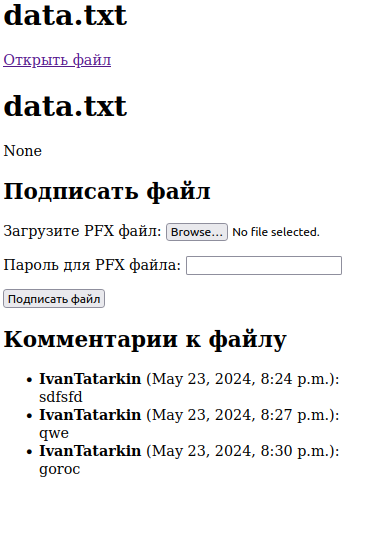 data.txt
Открыть файл
data.txt
None
Подписать файл
Загрузите PFX файл: Browse... No file selected.
Пароль для PFX файла:
Подписать файл
Комментарии к файлу
IvanTatarkin (May 23, 2024, 8:24 p.m.):
sdfsfd
IvanTatarkin (May 23, 2024, 8:27 p.m.):
qwe
IvanTatarkin (May 23, 2024, 8:30 p.m.):
goroc